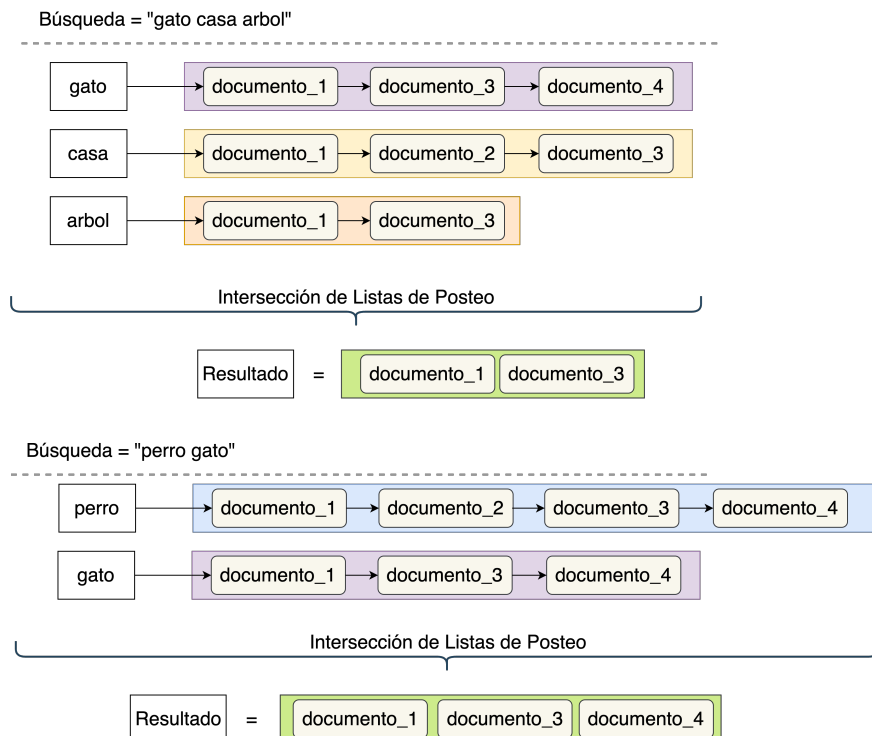 Búsqueda = "gato casa arbol"
gato documento_1 documento_3 documento_4
casa documento_1 documento_2 documento_3
arbol documento_1 documento_3
Intersección de Listas de Posteo
Resultado = documento_1 documento_3
Búsqueda = "perro gato"
perro documento_1 documento_2 documento_3 documento_4
gato documento_1 documento_3 documento_4
Intersección de Listas de Posteo
Resultado = documento_1 documento_3 documento_4